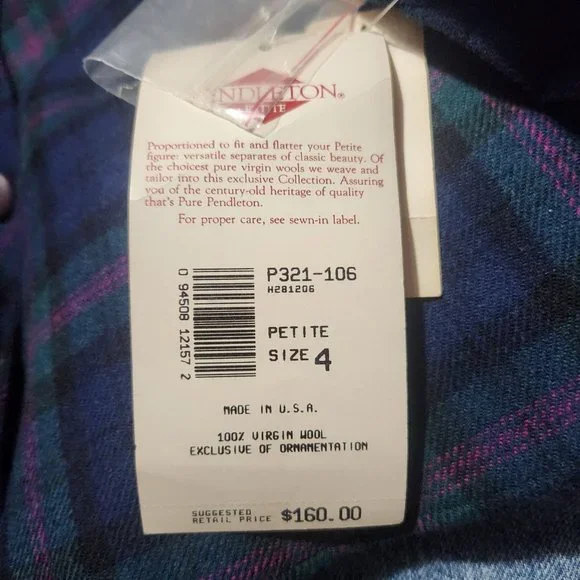 NDLETON®
Proportioned to fit and flatter your Petite
figure: versatile separates of classic beauty. Of
the choicest pure virgin wools we weave and
tailor into this exclusive Collection. Assuring
you of the century-old heritage of quality
that's Pure Pendleton.
For proper care, see sewn-in label.
P321-106
H281206
0 94508 12157 2
PETITE
SIZE 4
MADE IN U.S.A.
100% VIRGIN WOOL
EXCLUSIVE OF ORNAMENTATION
SUGGESTED
RETAIL PRICE $160.00